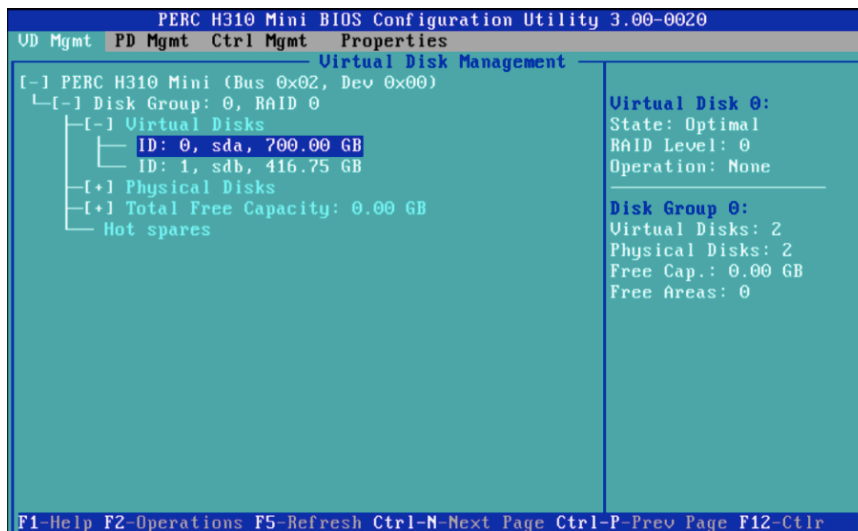 PERC H310 Mini BIOS Configuration Utility 3.00-0020
VD Mgmt PD Mgmt Ctrl Mgmt Properties
Virtual Disk Management
[-] PERC H310 Mini (Bus 0x02, Dev 0x00)
[-] Disk Group: 0, RAID 0
[-] Virtual Disks
ID: 0, sda, 700.00 GB
ID: 1, sdb, 416.75 GB
[+] Physical Disks
[+] Total Free Capacity: 0.00 GB
Hot spares
Virtual Disk 0:
State: Optimal
RAID Level: 0
Operation: None
Disk Group 0:
Virtual Disks: 2
Physical Disks: 2
Free Cap.: 0.00 GB
Free Areas: 0
F1-Help F2-Operations F5-Refresh Ctrl-N-Next Page Ctrl-P-Prev Page F12-Ctlr